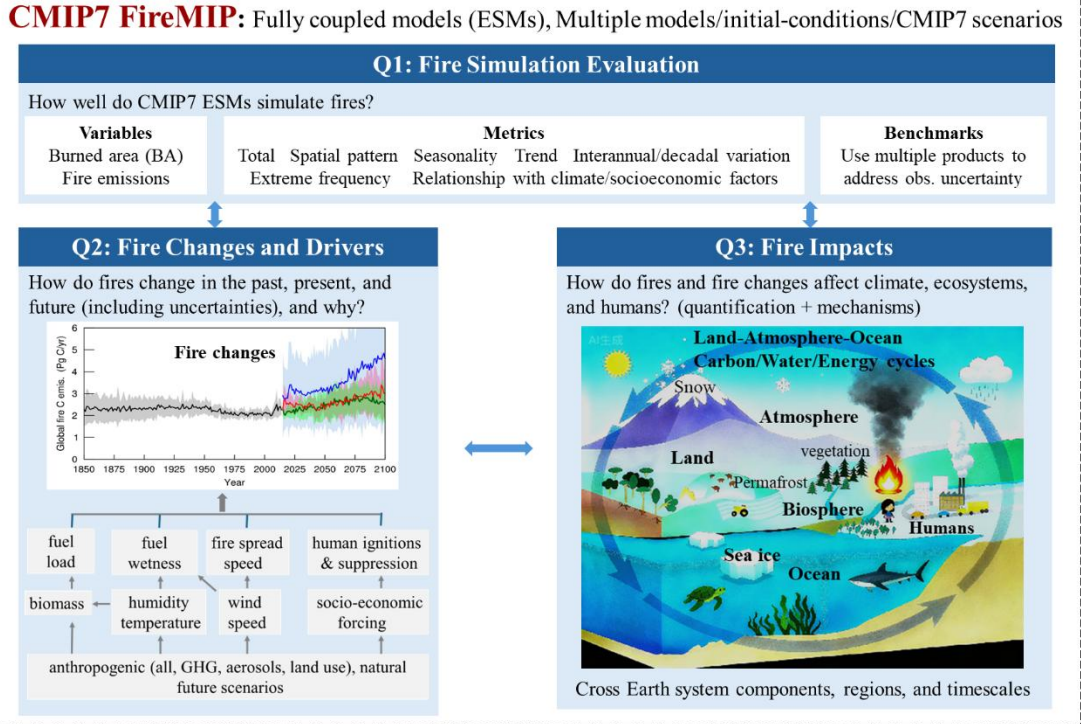 CMIP7 FireMIP: Fully coupled models (ESMs), Multiple models/initial-conditions/CMIP7 scenarios
Q1: Fire Simulation Evaluation
How well do CMIP7 ESMs simulate fires?
Variables
Burned area (BA)
Fire emissions
Metrics
Total Spatial pattern Seasonality Trend Interannual/decadal variation
Extreme frequency Relationship with climate/socioeconomic factors
Benchmarks
Use multiple products to
address obs. uncertainty
Q2: Fire Changes and Drivers
How do fires change in the past, present, and
future (including uncertainties), and why?
Fire changes
Global fire C emis. (Pg C/yr)
6
5
4
3
2
1
0
1850 1875 1900 1925 1950 1975 2000 2025 2050 2075 2100
Year
fuel
load
fuel
wetness
fire spread
speed
human ignitions
& suppression
biomass
humidity
temperature
wind
speed
socio-economic
forcing
anthropogenic (all, GHG, aerosols, land use), natural
future scenarios
Q3: Fire Impacts
How do fires and fire changes affect climate, ecosystems,
and humans? (quantification + mechanisms)
AI生成
Land-Atmosphere-Ocean
Carbon/Water/Energy cycles
Snow
Atmosphere
vegetation
Land
Permafrost
Biosphere
Humans
Sea ice
Ocean
Cross Earth system components, regions, and timescales